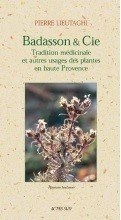 PIERRE LIEUTAGHI
Badasson & Cie
Tradition médicinale
et autres usages des plantes
en haute Provence
ACTES SUD